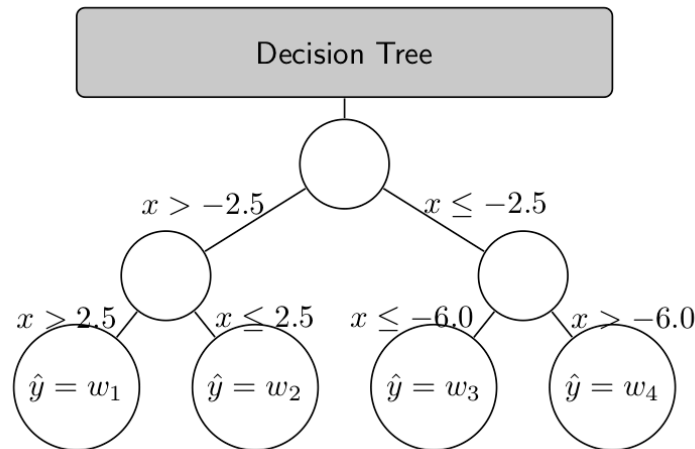 Decision Tree
x > −2.5
x ≤ −2.5
x > 2.5
x ≤ 2.5
x ≤ −6.0
x > −6.0
ŷ = w₁
ŷ = w₂
ŷ = w₃
ŷ = w₄